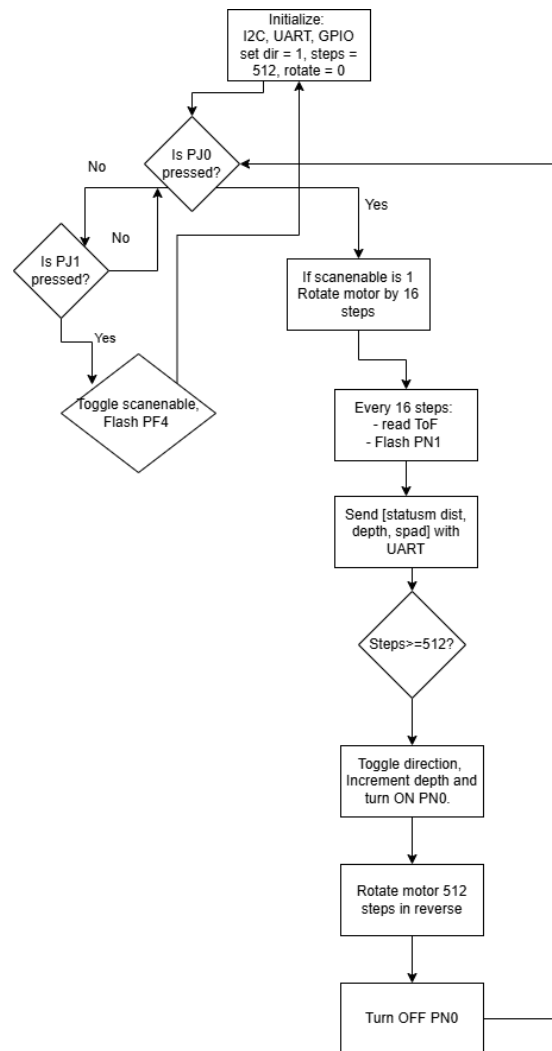 Initialize:
I2C, UART, GPIO
set dir = 1, steps =
512, rotate = 0
Is PJ0
pressed?
No
Yes
No
Is PJ1
pressed?
Yes
If scanenable is 1
Rotate motor by 16
steps
Toggle scanenable,
Flash PF4
Every 16 steps:
- read ToF
- Flash PN1
Send [statusm dist,
depth, spad] with
UART
Steps>=512?
Toggle direction,
Increment depth and
turn ON PN0.
Rotate motor 512
steps in reverse
Turn OFF PN0